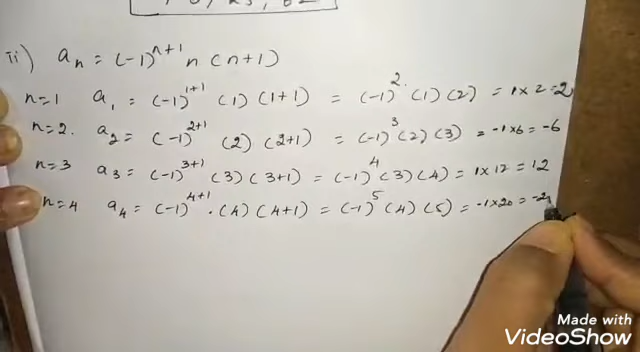 ii) aₙ = (-1)ⁿ⁺¹ n (n+1)
n=1 a₁ = (-1)¹⁺¹ (1) (1+1) = (-1)² (1) (2) = 1 x 2 = 2
n=2. a₂ = (-1)²⁺¹ (2) (2+1) = (-1)³ (2) (3) = -1 x 6 = -6
n=3 a₃ = (-1)³⁺¹ (3) (3+1) = (-1)⁴ (3) (4) = 1 x 12 = 12
n=4 a₄ = (-1)⁴⁺¹ . (4) (4+1) = (-1)⁵ (4) (5) = -1 x 20 = -2
Made with
VideoShow